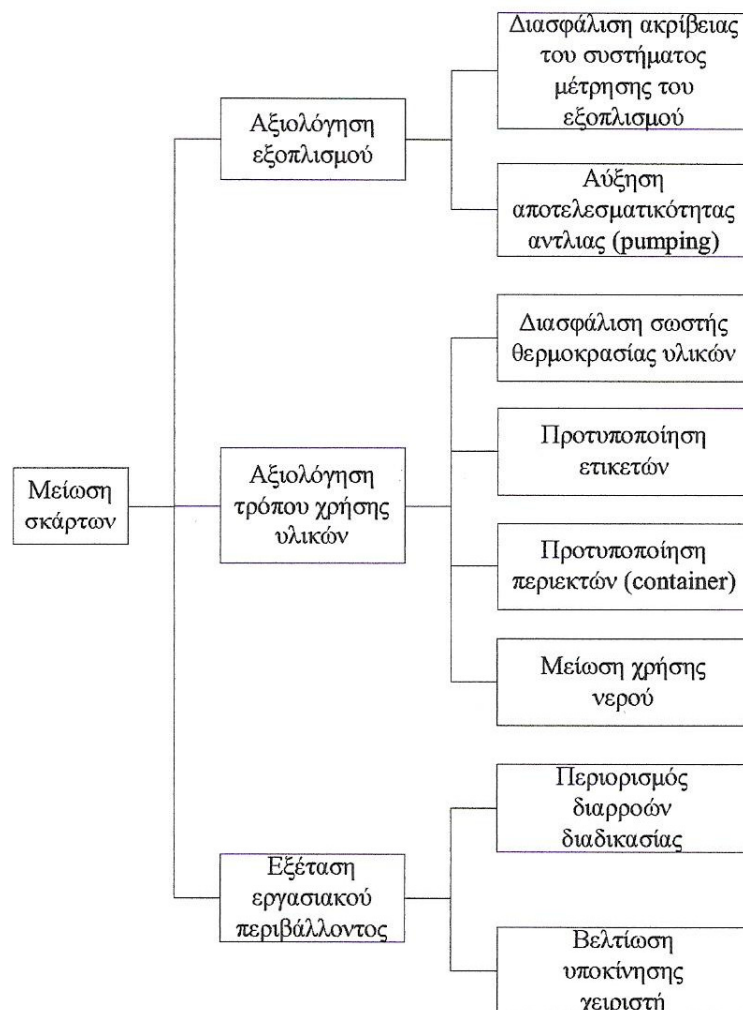 Μείωση
σκάρτων
Αξιολόγηση
εξοπλισμού
Διασφάλιση ακρίβειας
του συστήματος
μέτρησης του
εξοπλισμού
Αύξηση
αποτελεσματικότητας
αντλιας (pumping)
Αξιολόγηση
τρόπου χρήσης
υλικών
Διασφάλιση σωστής
θερμοκρασίας υλικών
Προτυποποίηση
ετικετών
Προτυποποίηση
περιεκτών (container)
Μείωση χρήσης
νερού
Εξέταση
εργασιακού
περιβάλλοντος
Περιορισμός
διαρροών
διαδικασίας
Βελτίωση
υποκίνησης
χειριστή